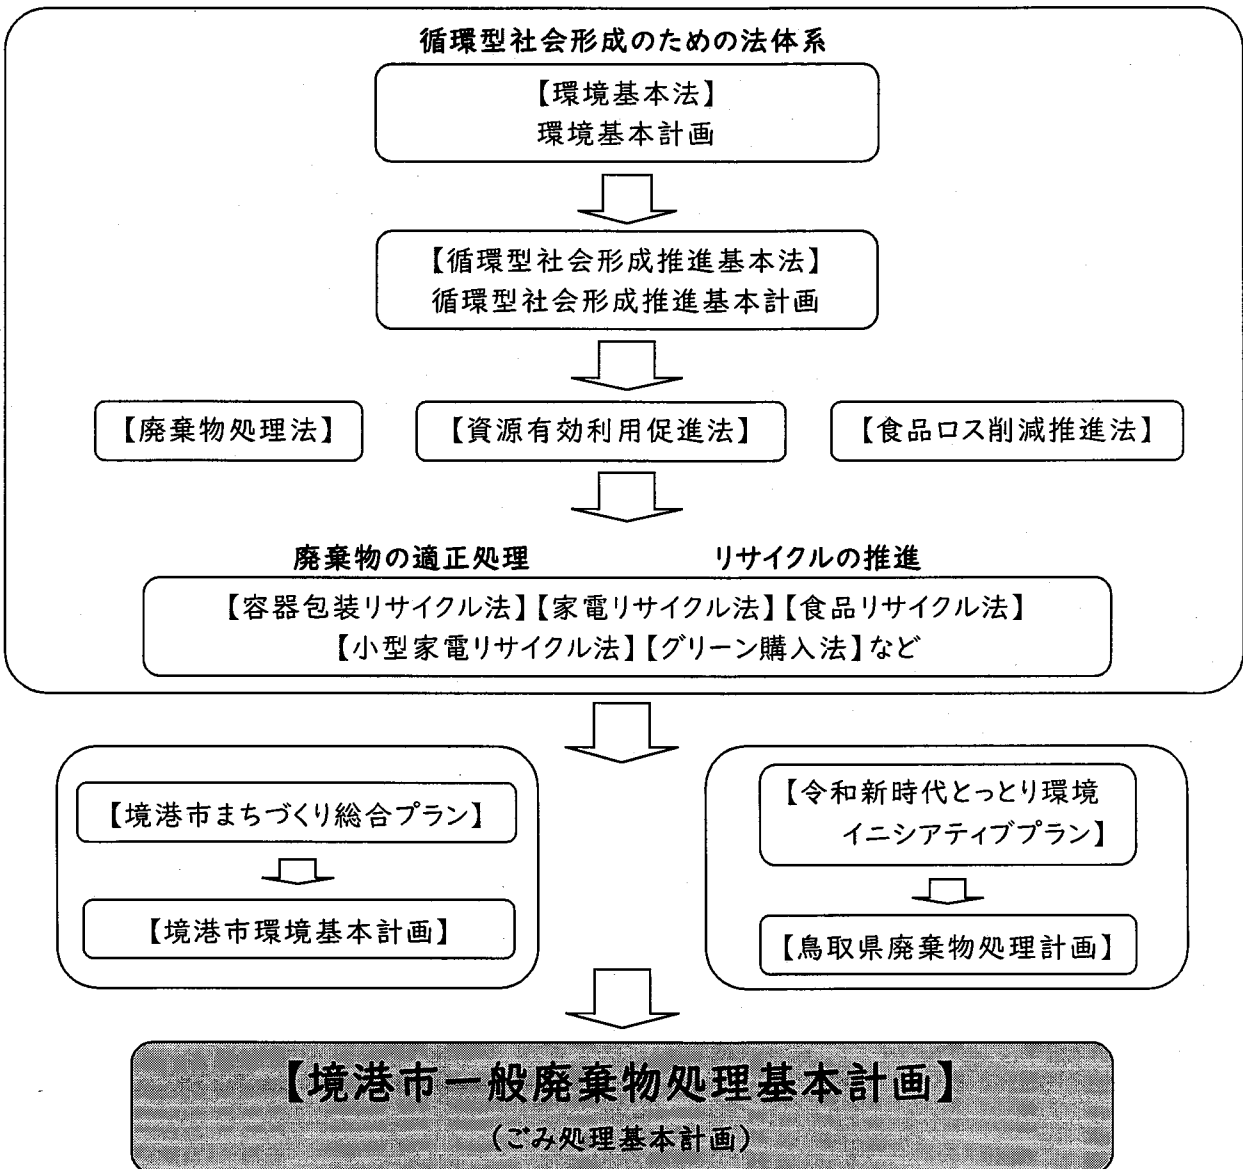 循環型社会形成のための法体系
【環境基本法】
環境基本計画
【循環型社会形成推進基本法】
循環型社会形成推進基本計画
【廃棄物処理法】
【資源有効利用促進法】
【食品ロス削減推進法】
廃棄物の適正処理
リサイクルの推進
【容器包装リサイクル法】【家電リサイクル法】【食品リサイクル法】
【小型家電リサイクル法】【グリーン購入法】など
【境港市まちづくり総合プラン】
【境港市環境基本計画】
【令和新時代とっとり環境
イニシアティブプラン】
【鳥取県廃棄物処理計画】
【境港市一般廃棄物処理基本計画】
(ごみ処理基本計画)